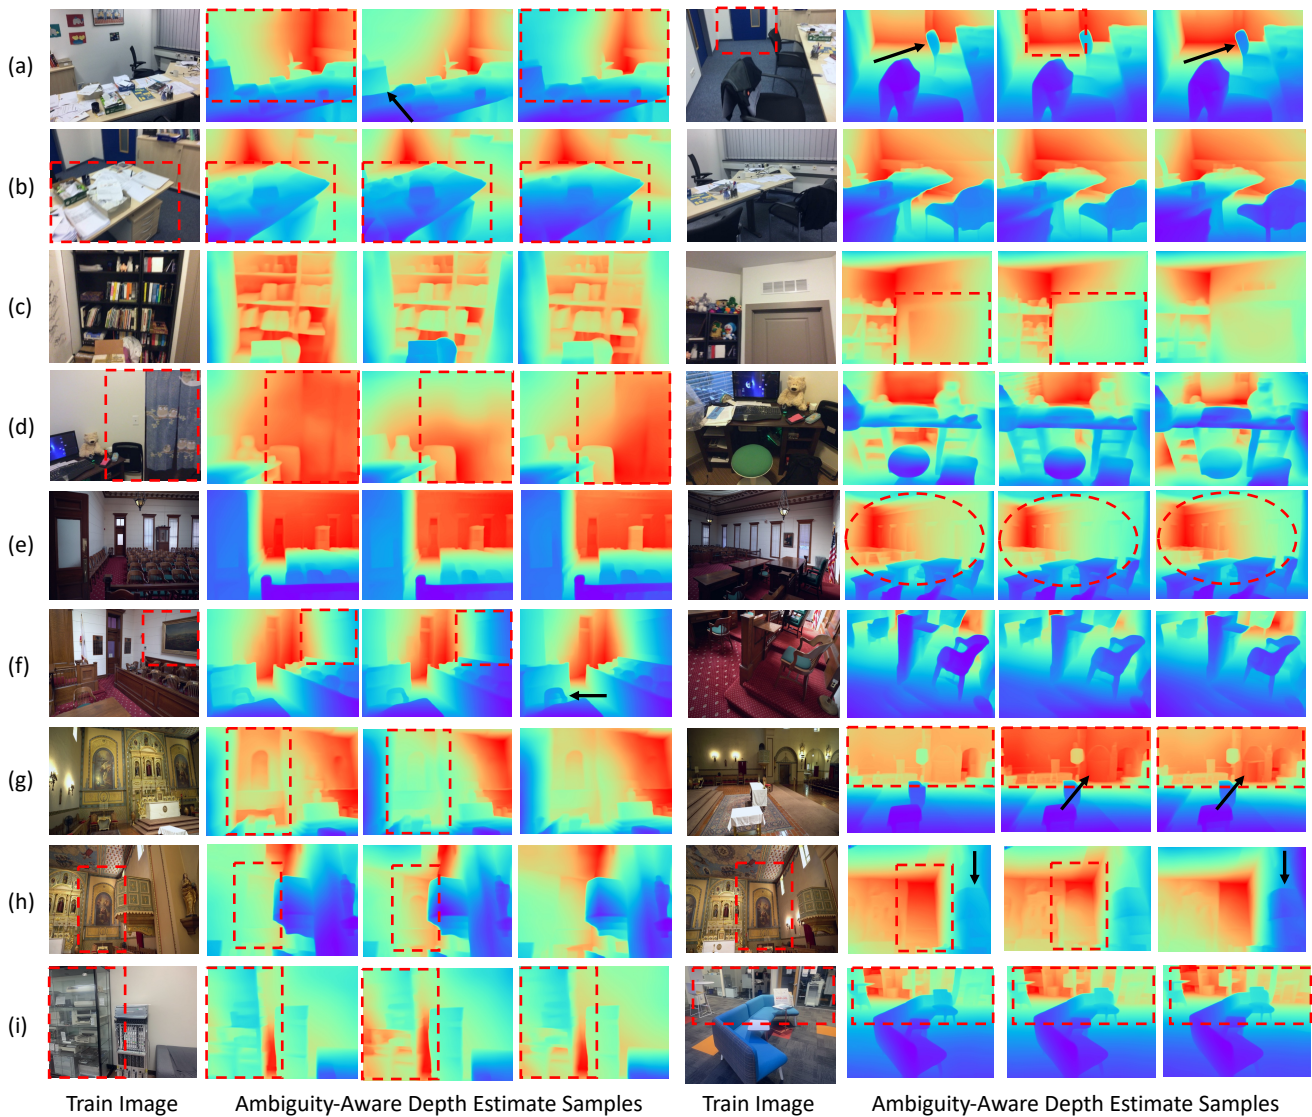 (a)
(b)
(c)
(d)
(e)
(f)
(g)
(h)
(i)
Train Image
Ambiguity-Aware Depth Estimate Samples
Train Image
Ambiguity-Aware Depth Estimate Samples